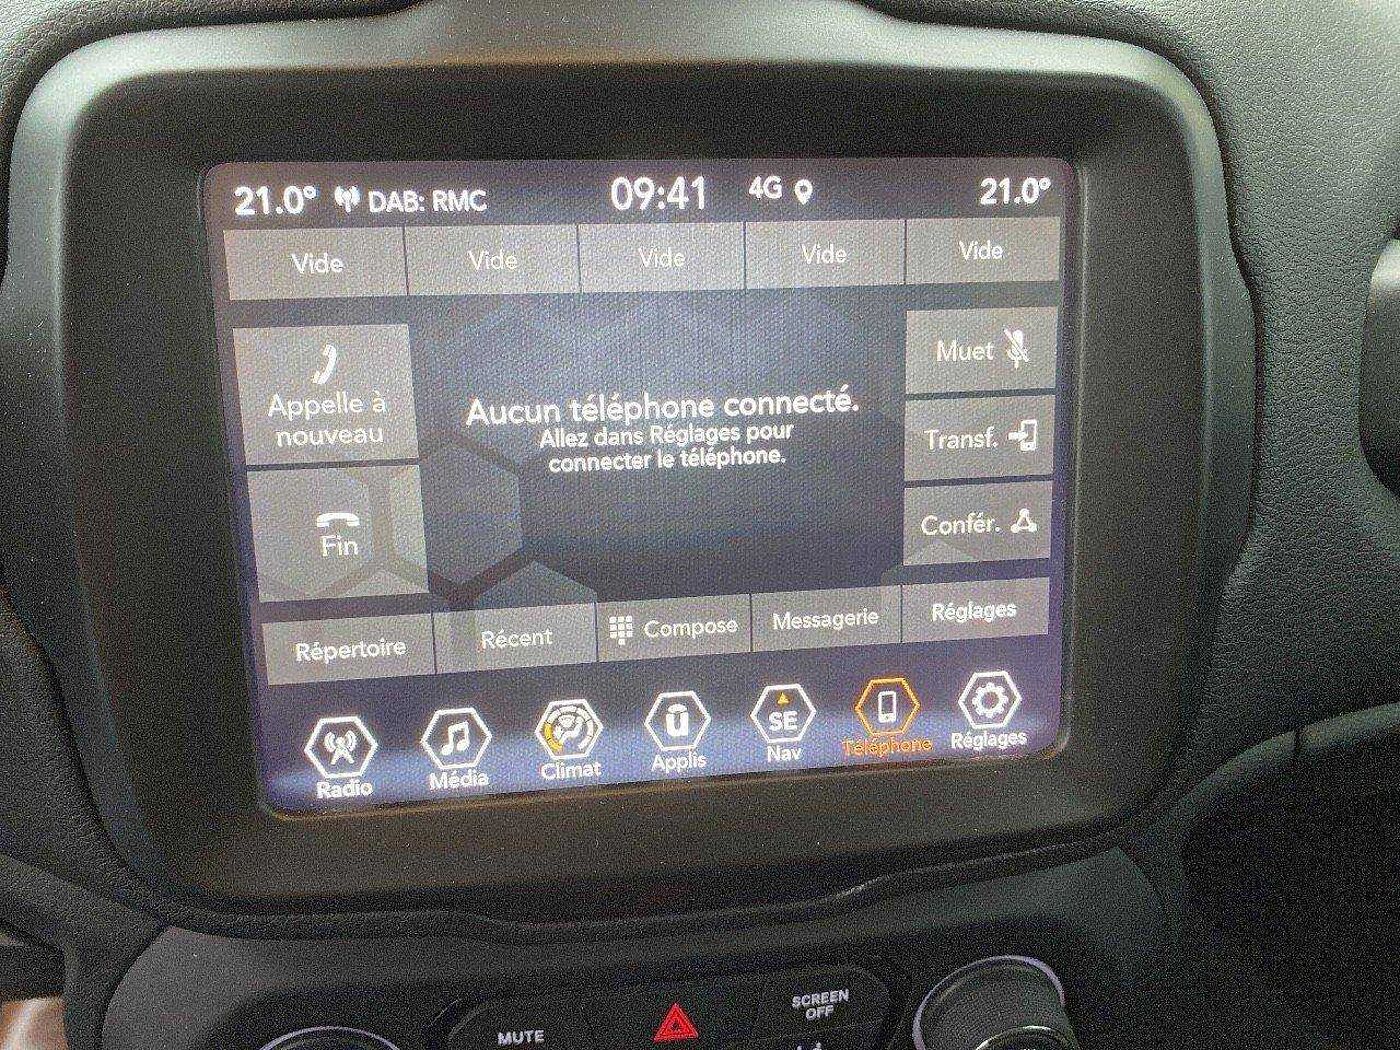 21.0° DAB: RMC 09:41 4G 21.0°
Vide Vide Vide Vide Vide
Appelle à
nouveau
Fin
Aucun téléphone connecté.
Allez dans Réglages pour
connecter le téléphone.
Muet
Transf.
Confér.
Répertoire Récent Compose Messagerie Réglages
SE
Radio Média Climat Applis Nav Téléphone Réglages
MUTE
SCREEN
OFF